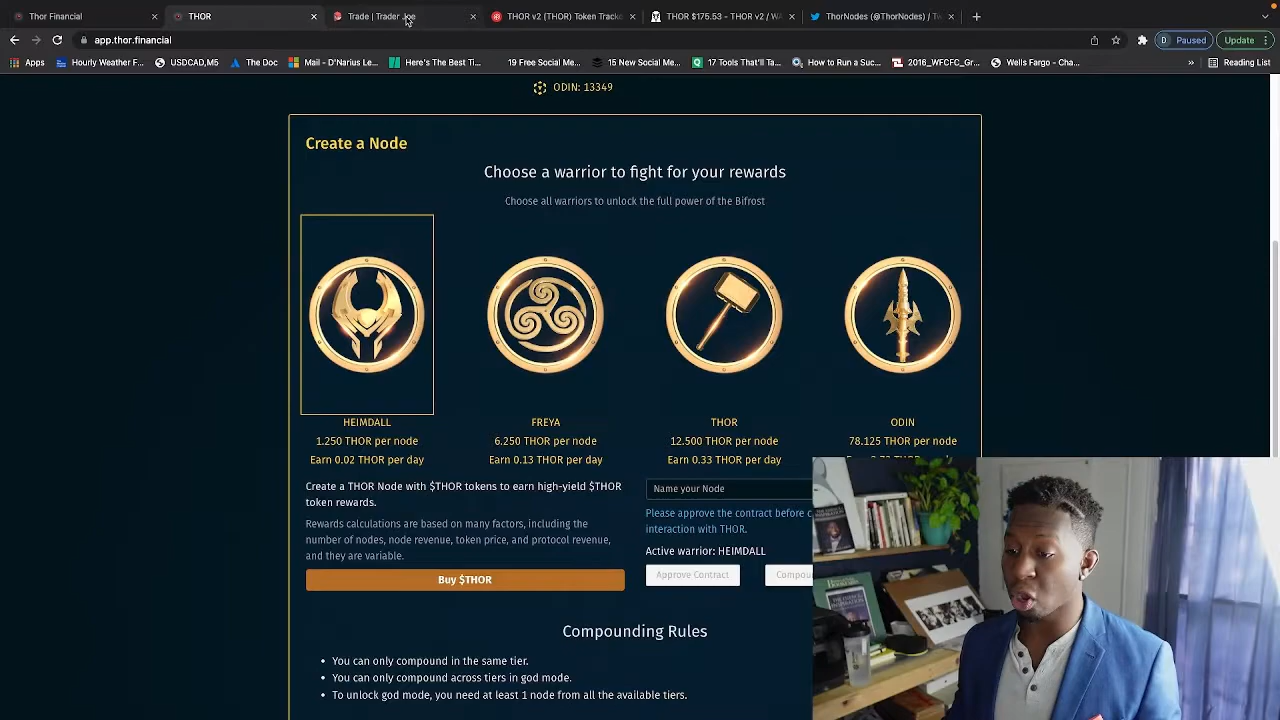 Thor Financial
THOR
Trade | Trader Joe
THOR v2 (THOR) Token Tracke
THOR $175.53 - THOR v2 / WA
ThorNodes (@ThorNodes) / Tw
app.thor.financial
D Paused
Update
Apps
Hourly Weather F...
USDCAD,M5
The Doc
Mail - D'Narius Le...
Here's The Best Ti...
19 Free Social Me...
15 New Social Me...
17 Tools That'll Ta...
How to Run a Suc...
2016_WFCFC_Gr...
Wells Fargo - Cha...
»
Reading List
ODIN: 13349
Create a Node
Choose a warrior to fight for your rewards
Choose all warriors to unlock the full power of the Bifrost
HEIMDALL
1.250 THOR per node
Earn 0.02 THOR per day
FREYA
6.250 THOR per node
Earn 0.13 THOR per day
THOR
12.500 THOR per node
Earn 0.33 THOR per day
ODIN
78.125 THOR per node
Create a THOR Node with $THOR tokens to earn high-yield $THOR
token rewards.
Rewards calculations are based on many factors, including the
number of nodes, node revenue, token price, and protocol revenue,
and they are variable.
Buy $THOR
Name your Node
Please approve the contract before c
interaction with THOR.
Active warrior: HEIMDALL
Approve Contract
Compou
Compounding Rules
• You can only compound in the same tier.
• You can only compound across tiers in god mode.
• To unlock god mode, you need at least 1 node from all the available tiers.